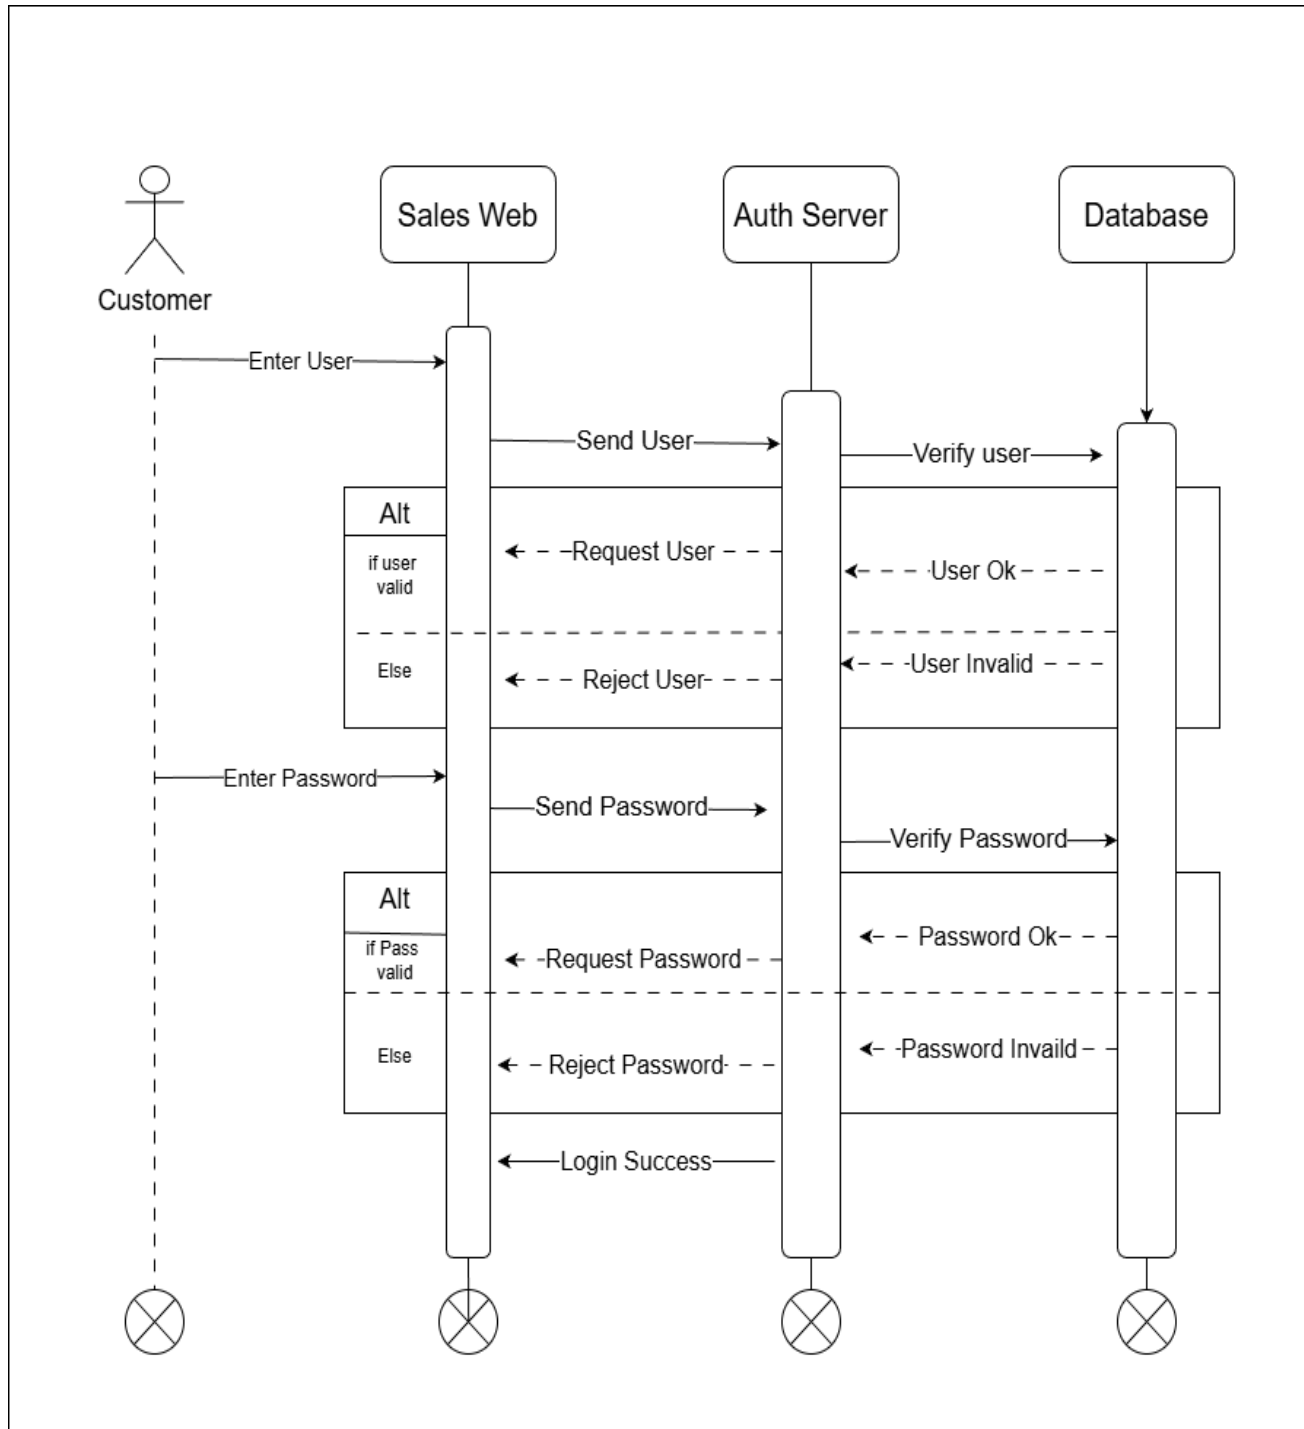 Sales Web
Auth Server
Database
Customer
Enter User
Send User
Verify user
Alt
if user
valid
Request User
User Ok
Else
Reject User
User Invalid
Enter Password
Send Password
Verify Password
Alt
if Pass
valid
Password Ok
Request Password
Else
Password Invaild
Reject Password
Login Success